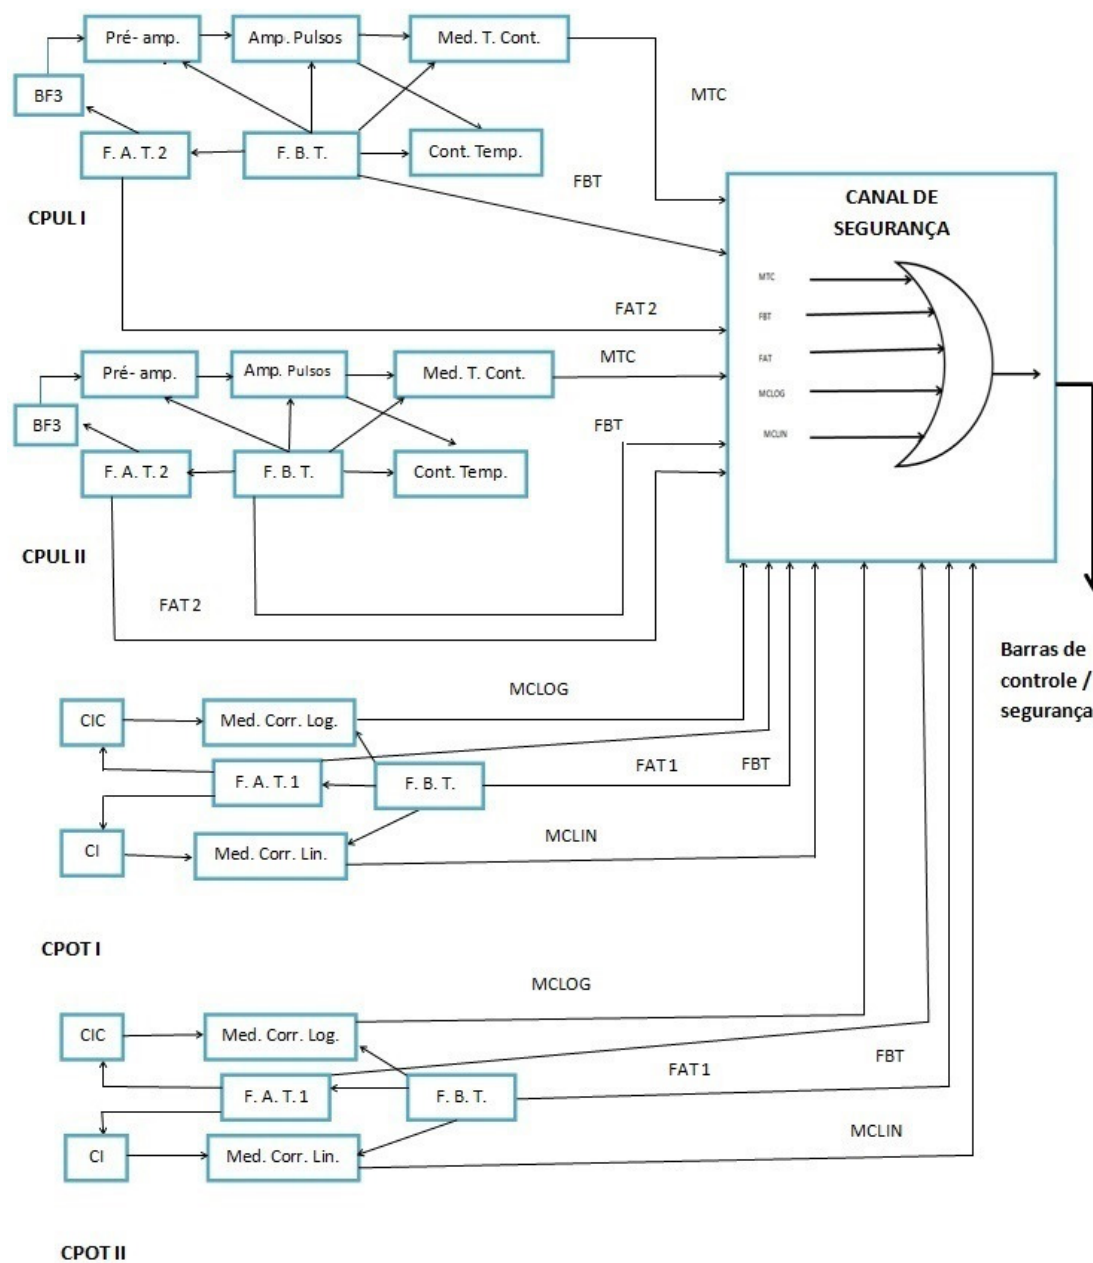 Pré- amp.
Amp. Pulsos
Med. T. Cont.
BF3
MTC
F. A. T. 2
F. B. T.
Cont. Temp.
FBT
CPUL I
CANAL DE
SEGURANÇA
MTC
FBT
FAT
MCLOG
MCLIN
FAT 2
MTC
Pré- amp.
Amp. Pulsos
Med. T. Cont.
BF3
FBT
F. A. T. 2
F. B. T.
Cont. Temp.
CPUL II
FAT 2
Barras de
controle /
segurança
MCLOG
CIC
Med. Corr. Log.
FAT 1
FBT
F. A. T. 1
F. B. T.
MCLIN
CI
Med. Corr. Lin.
CPOT I
MCLOG
CIC
Med. Corr. Log.
FBT
FAT 1
F. A. T. 1
F. B. T.
MCLIN
CI
Med. Corr. Lin.
CPOT II